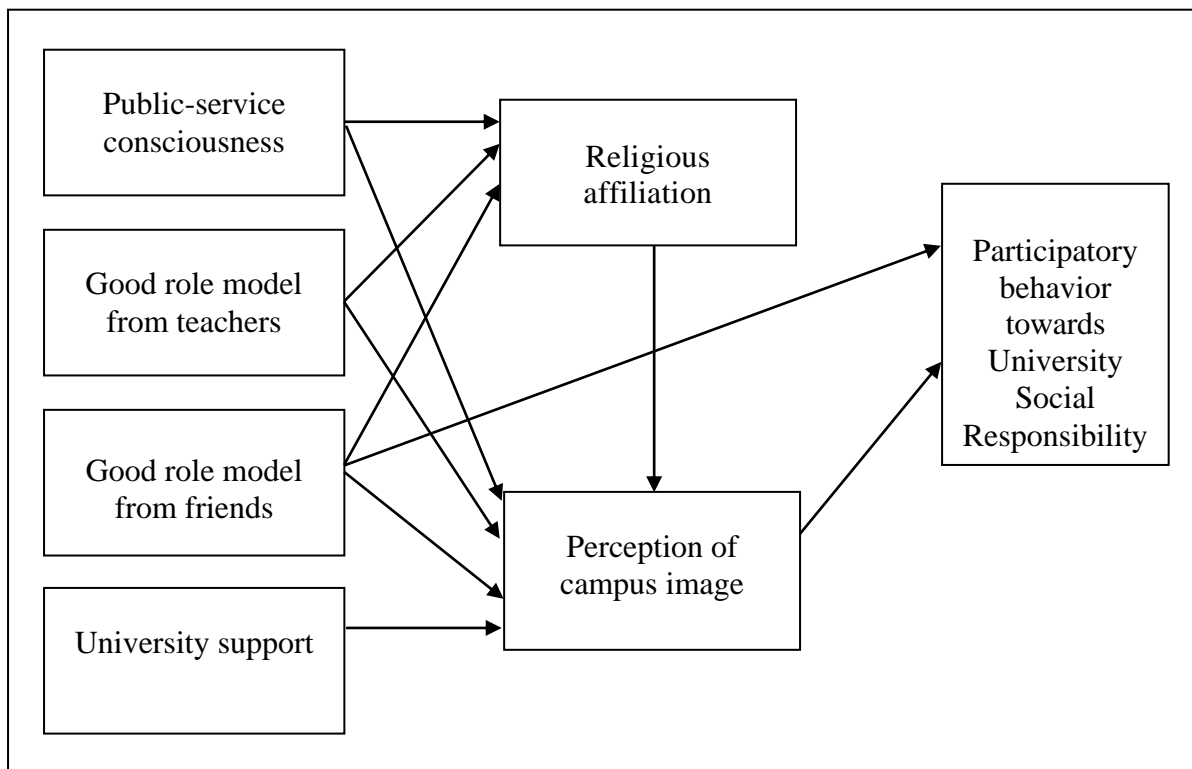 Public-service
consciousness
Good role model
from teachers
Good role model
from friends
University support
Religious
affiliation
Perception of
campus image
Participatory
behavior
towards
University
Social
Responsibility